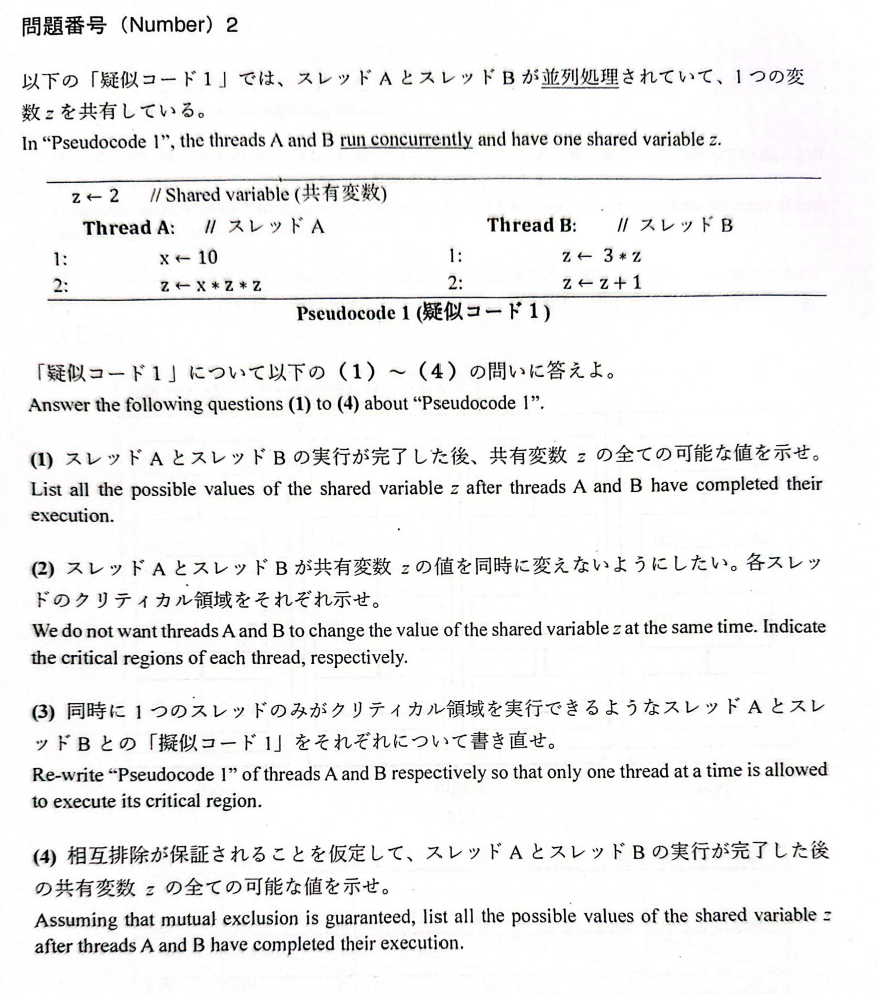 問題番号（Number）2
以下の「疑似コード1」では、スレッド A とスレッド B が並列処理されていて、1 つの変
数 z を共有している。
In “Pseudocode 1”, the threads A and B run concurrently and have one shared variable z.
z ← 2 // Shared variable (共有変数)
Thread A: // スレッド A Thread B: // スレッド B
1: x ← 10 1: z ← 3 * z
2: z ← x * z * z 2: z ← z + 1
Pseudocode 1 (疑似コード 1)
「疑似コード1」について以下の（1）～（4）の問いに答えよ。
Answer the following questions (1) to (4) about “Pseudocode 1”.
(1) スレッド A とスレッド B の実行が完了した後、共有変数 z の全ての可能な値を示せ。
List all the possible values of the shared variable z after threads A and B have completed their
execution.
(2) スレッド A とスレッド B が共有変数 z の値を同時に変えないようにしたい。各スレッ
ドのクリティカル領域をそれぞれ示せ。
We do not want threads A and B to change the value of the shared variable z at the same time. Indicate
the critical regions of each thread, respectively.
(3) 同時に 1 つのスレッドのみがクリティカル領域を実行できるようなスレッド A とスレ
ッド B との「擬似コード1」をそれぞれについて書き直せ。
Re-write “Pseudocode 1” of threads A and B respectively so that only one thread at a time is allowed
to execute its critical region.
(4) 相互排除が保証されることを仮定して、スレッド A とスレッド B の実行が完了した後
の共有変数 z の全ての可能な値を示せ。
Assuming that mutual exclusion is guaranteed, list all the possible values of the shared variable z
after threads A and B have completed their execution.